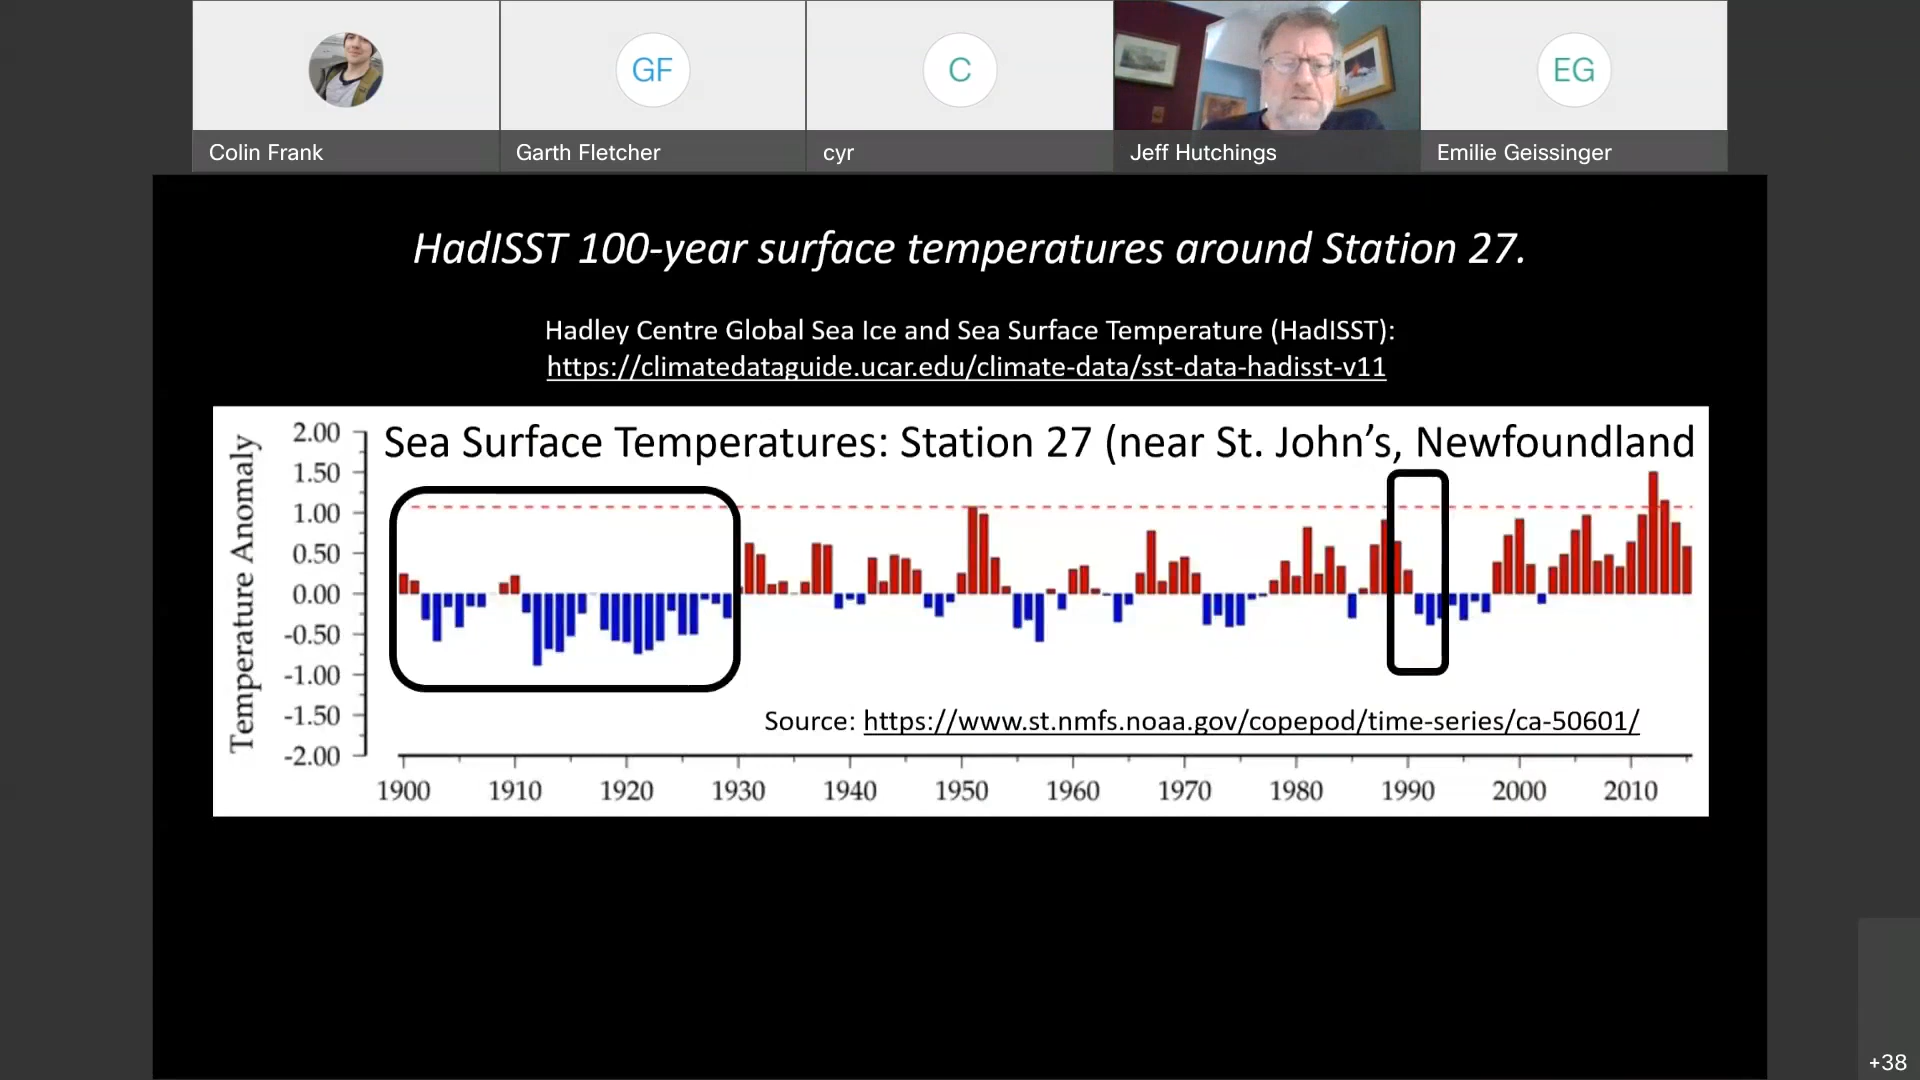 GF
C
EG
Colin Frank
Garth Fletcher
cyr
Jeff Hutchings
Emilie Geissinger
HadISST 100-year surface temperatures around Station 27.
Hadley Centre Global Sea Ice and Sea Surface Temperature (HadISST):
https://climatedataguide.ucar.edu/climate-data/sst-data-hadisst-v11
Sea Surface Temperatures: Station 27 (near St. John’s, Newfoundland
Temperature Anomaly
2.00
1.50
1.00
0.50
0.00
-0.50
-1.00
-1.50
-2.00
Source: https://www.st.nmfs.noaa.gov/copepod/time-series/ca-50601/
1900 1910 1920 1930 1940 1950 1960 1970 1980 1990 2000 2010
+38